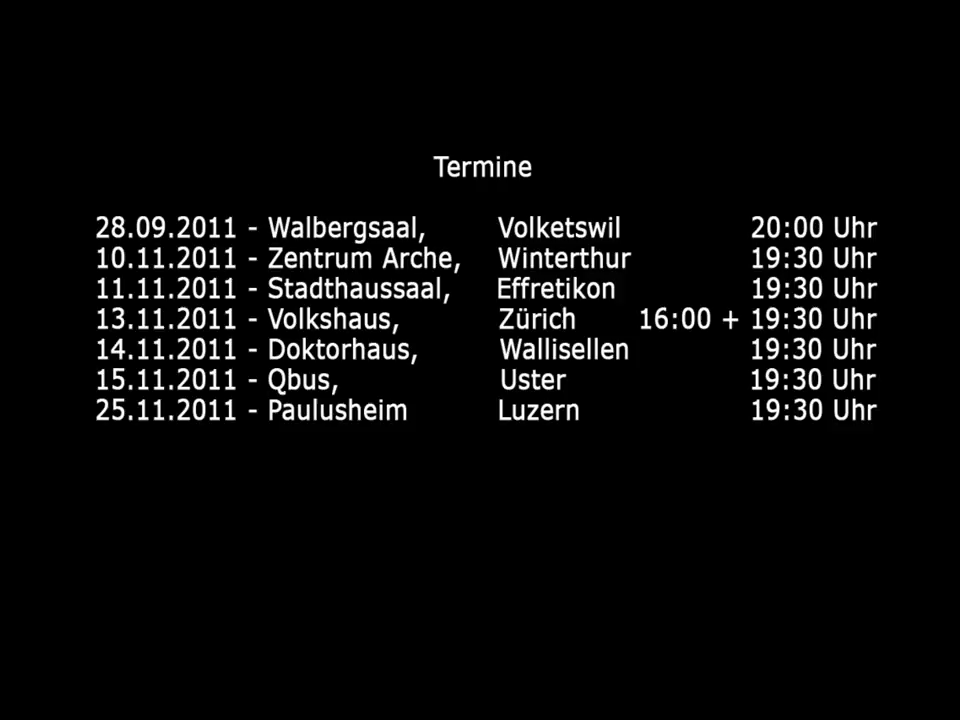 Termine
28.09.2011 - Walbergsaal, Volketswil 20:00 Uhr
10.11.2011 - Zentrum Arche, Winterthur 19:30 Uhr
11.11.2011 - Stadthaussaal, Effretikon 19:30 Uhr
13.11.2011 - Volkshaus, Zürich 16:00 + 19:30 Uhr
14.11.2011 - Doktorhaus, Wallisellen 19:30 Uhr
15.11.2011 - Qbus, Uster 19:30 Uhr
25.11.2011 - Paulusheim Luzern 19:30 Uhr